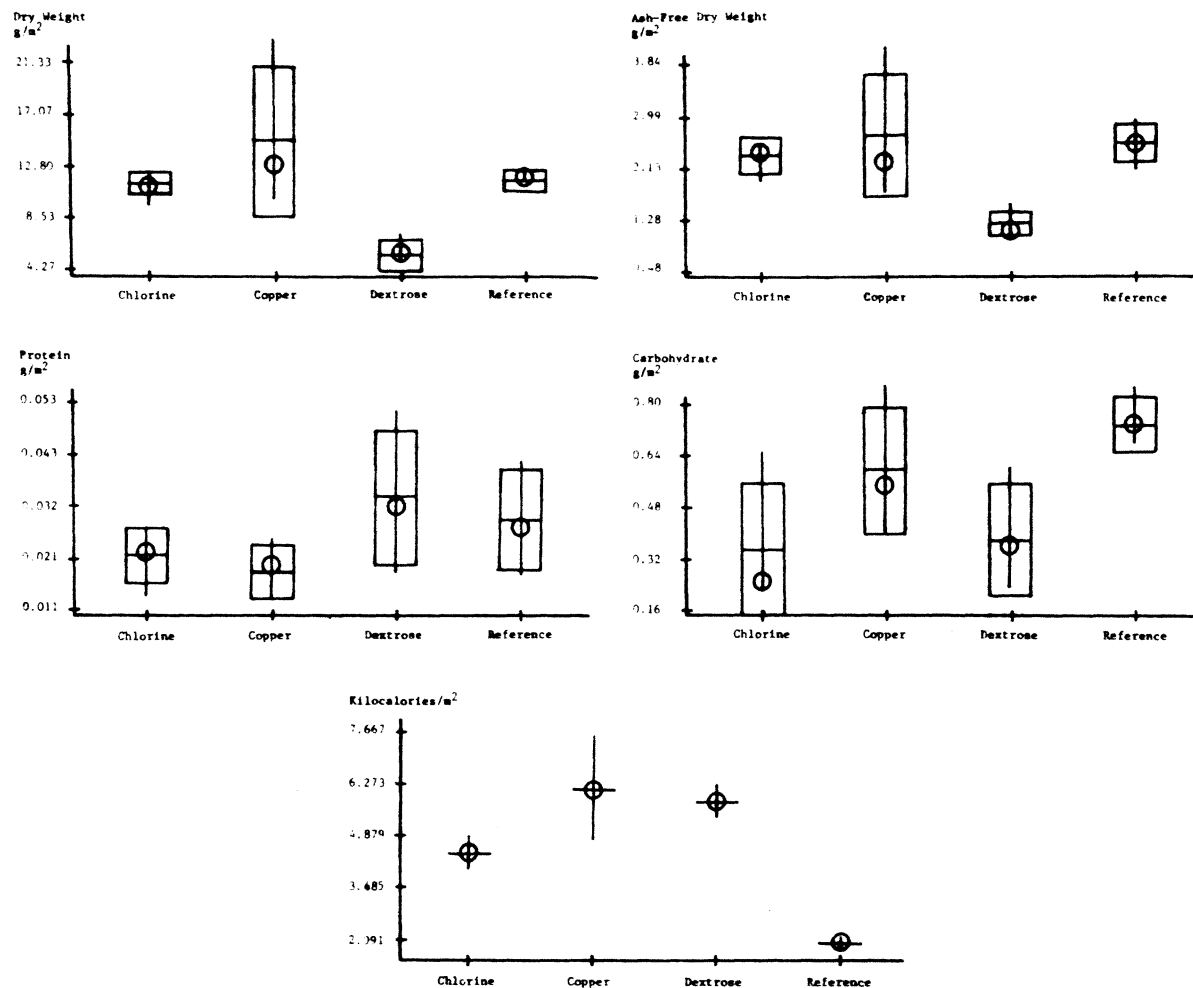 Dry Weight
g/m²
21.33
17.07
12.80
8.53
4.27
Chlorine Copper Dextrose Reference
Ash-Free Dry Weight
g/m²
3.84
2.99
2.13
1.28
0.48
Chlorine Copper Dextrose Reference
Protein
g/m²
0.053
0.043
0.032
0.021
0.011
Chlorine Copper Dextrose Reference
Carbohydrate
g/m²
0.80
0.64
0.48
0.32
0.16
Chlorine Copper Dextrose Reference
Kilocalories/m²
7.667
6.273
4.879
3.485
2.091
Chlorine Copper Dextrose Reference